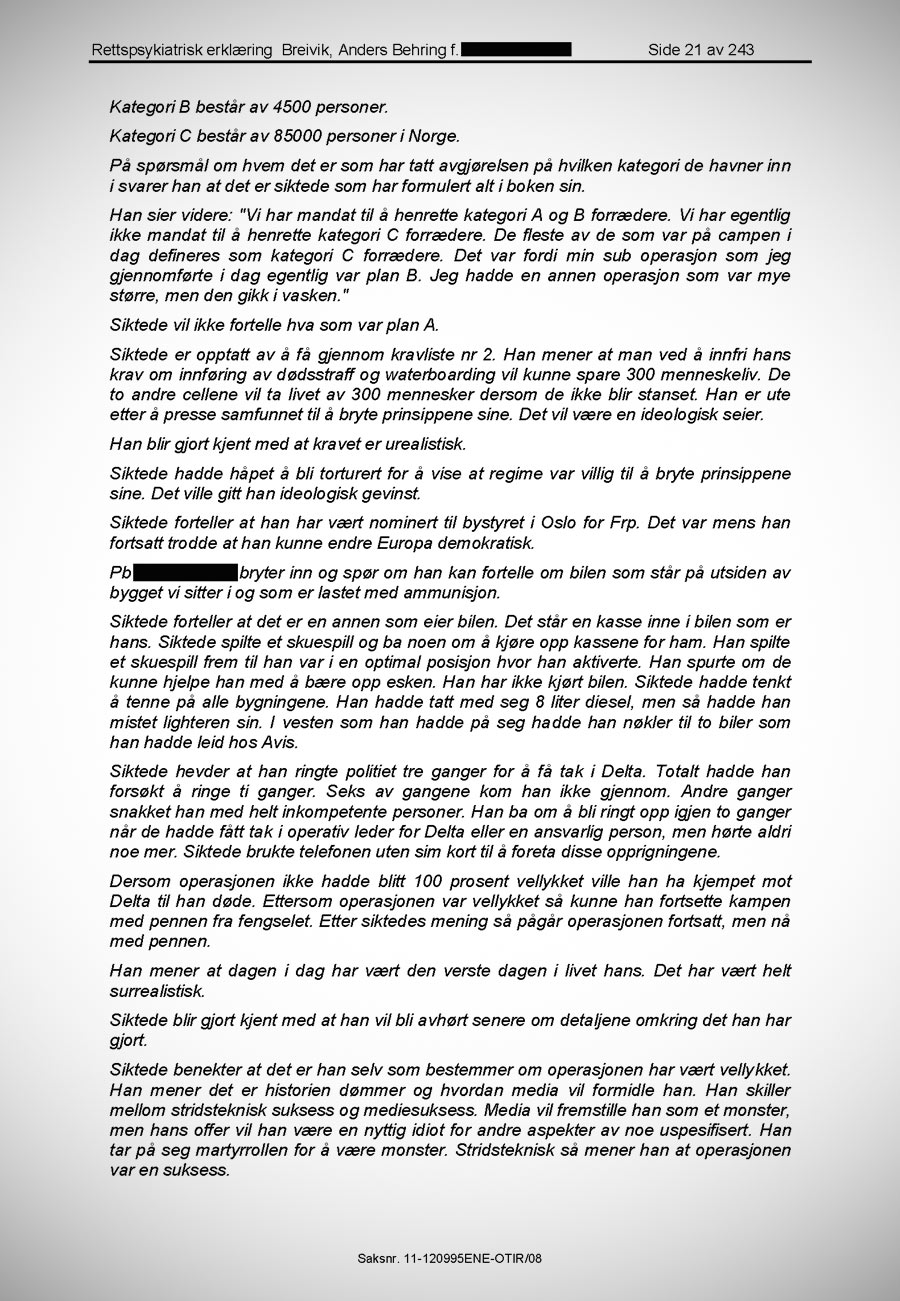 Rettspsykiatrisk erklæring Breivik, Anders Behring f. Side 21 av 243
Kategori B består av 4500 personer.
Kategori C består av 85000 personer i Norge.
På spørsmål om hvem det er som har tatt avgjørelsen på hvilken kategori de havner inn
i svarer han at det er siktede som har formulert alt i boken sin.
Han sier videre: "Vi har mandat til å henrette kategori A og B forrædere. Vi har egentlig
ikke mandat til å henrette kategori C forrædere. De fleste av de som var på campen i
dag defineres som kategori C forrædere. Det var fordi min sub operasjon som jeg
gjennomførte i dag egentlig var plan B. Jeg hadde en annen operasjon som var mye
større, men den gikk i vasken."
Siktede vil ikke fortelle hva som var plan A.
Siktede er opptatt av å få gjennom kravliste nr 2. Han mener at man ved å innfri hans
krav om innføring av dødsstraff og waterboarding vil kunne spare 300 menneskeliv. De
to andre cellene vil ta livet av 300 mennesker dersom de ikke blir stanset. Han er ute
etter å presse samfunnet til å bryte prinsippene sine. Det vil være en ideologisk seier.
Han blir gjort kjent med at kravet er urealistisk.
Siktede hadde håpet å bli torturert for å vise at regime var villig til å bryte prinsippene
sine. Det ville gitt han ideologisk gevinst.
Siktede forteller at han har vært nominert til bystyret i Oslo for Frp. Det var mens han
fortsatt trodde at han kunne endre Europa demokratisk.
Pb bryter inn og spør om han kan fortelle om bilen som står på utsiden av
bygget vi sitter i og som er lastet med ammunisjon.
Siktede forteller at det er en annen som eier bilen. Det står en kasse inne i bilen som er
hans. Siktede spilte et skuespill og ba noen om å kjøre opp kassene for ham. Han spilte
et skuespill frem til han var i en optimal posisjon hvor han aktiverte. Han spurte om de
kunne hjelpe han med å bære opp esken. Han har ikke kjørt bilen. Siktede hadde tenkt
å tenne på alle bygningene. Han hadde tatt med seg 8 liter diesel, men så hadde han
mistet lighteren sin. I vesten som han hadde på seg hadde han nøkler til to biler som
han hadde leid hos Avis.
Siktede hevder at han ringte politiet tre ganger for å få tak i Delta. Totalt hadde han
forsøkt å ringe ti ganger. Seks av gangene kom han ikke gjennom. Andre ganger
snakket han med helt inkompetente personer. Han ba om å bli ringt opp igjen to ganger
når de hadde fått tak i operativ leder for Delta eller en ansvarlig person, men hørte aldri
noe mer. Siktede brukte telefonen uten sim kort til å foreta disse opprigningene.
Dersom operasjonen ikke hadde blitt 100 prosent vellykket ville han ha kjempet mot
Delta til han døde. Ettersom operasjonen var vellykket så kunne han fortsette kampen
med pennen fra fengselet. Etter siktedes mening så pågår operasjonen fortsatt, men nå
med pennen.
Han mener at dagen i dag har vært den verste dagen i livet hans. Det har vært helt
surrealistisk.
Siktede blir gjort kjent med at han vil bli avhørt senere om detaljene omkring det han har
gjort.
Siktede benekter at det er han selv som bestemmer om operasjonen har vært vellykket.
Han mener det er historien dømmer og hvordan media vil formidle han. Han skiller
mellom stridsteknisk suksess og mediesuksess. Media vil fremstille han som et monster,
men hans offer vil han være en nyttig idiot for andre aspekter av noe uspesifisert. Han
tar på seg martyrrollen for å være monster. Stridsteknisk så mener han at operasjonen
var en suksess.
Saksnr. 11-120995ENE-OTIR/08